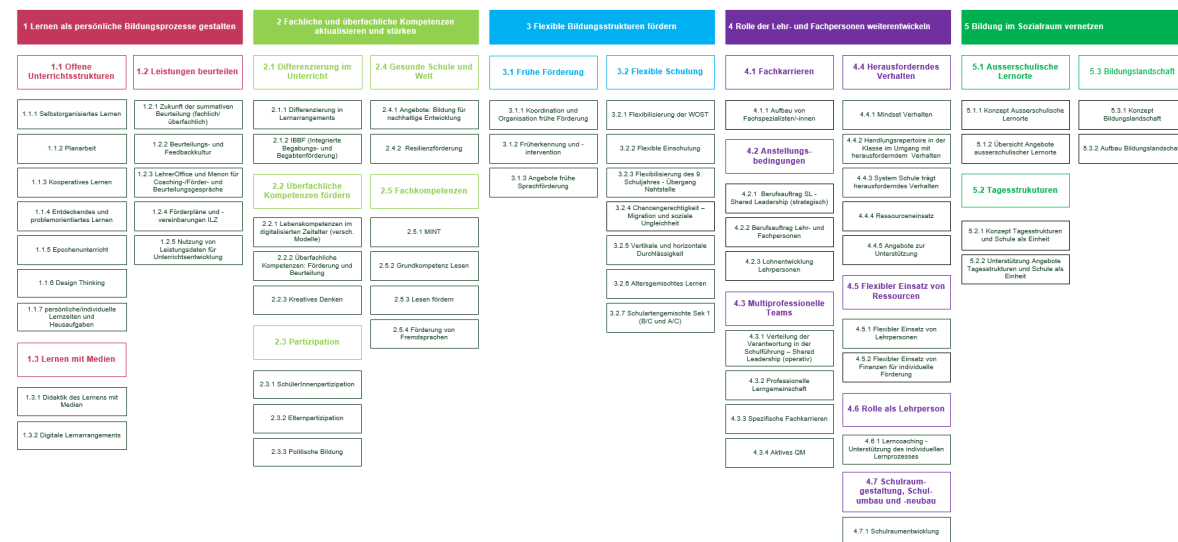 1 Lernen als persönliche Bildungsprozesse gestalten
1.1 Offene
Unterrichtsstrukturen
1.1.1 Selbstorganisiertes Lernen
1.1.2 Planarbeit
1.1.3 Kooperatives Lernen
1.1.4 Entdeckendes und
problemorientiertes Lernen
1.1.5 Epochenunterricht
1.1.6 Design Thinking
1.1.7 persönliche/individuelle
Lernzeiten und
Hausaufgaben
1.3 Lernen mit Medien
1.3.1 Didaktik des Lernens mit
Medien
1.3.2 Digitale Lernarrangements
1.2 Leistungen beurteilen
1.2.1 Zukunft der summativen
Beurteilung (fachlich/
überfachlich)
1.2.2 Beurteilungs- und
Feedbackkultur
1.2.3 LehrerOffice und Menon für
Coaching-/Förder- und
Beurteilungsgespräche
1.2.4 Förderpläne und -
vereinbarungen ILZ
1.2.5 Nutzung von
Leistungsdaten für
Unterrichtsentwicklung
2 Fachliche und überfachliche Kompetenzen
aktualisieren und stärken
2.1 Differenzierung im
Unterricht
2.1.1 Differenzierung in
Lernarrangements
2.1.2 IBBF (Integrierte
Begabungs- und
Begabtenförderung)
2.2 Überfachliche
Kompetenzen fördern
2.2.1 Lebenskompetenzen im
digitalisierten Zeitalter (versch.
Modelle)
2.2.2 Überfachliche
Kompetenzen: Förderung und
Beurteilung
2.2.3 Kreatives Denken
2.3 Partizipation
2.3.1 SchülerInnenpartizipation
2.3.2 Elternpartizipation
2.3.3 Politische Bildung
2.4 Gesunde Schule und
Welt
2.4.1 Angebote: Bildung für
nachhaltige Entwicklung
2.4.2 Resilienzförderung
2.5 Fachkompetenzen
2.5.1 MINT
2.5.2 Grundkompetenz Lesen
2.5.3 Lesen fördern
2.5.4 Förderung von
Fremdsprachen
3 Flexible Bildungsstrukturen fördern
3.1 Frühe Förderung
3.1.1 Koordination und
Organisation frühe Förderung
3.1.2 Früherkennung und -
intervention
3.1.3 Angebote frühe
Sprachförderung
3.2 Flexible Schulung
3.2.1 Flexibilisierung der WOST
3.2.2 Flexible Einschulung
3.2.3 Flexibilisierung des 9.
Schuljahres - Übergang
Nahtstelle
3.2.4 Chancengerechtigkeit –
Migration und soziale
Ungleichheit
3.2.5 Vertikale und horizontale
Durchlässigkeit
3.2.6 Altersgemischtes Lernen
3.2.7 Schulartengemischte Sek 1
(B/C und A/C)
4 Rolle der Lehr- und Fachpersonen weiterentwickeln
4.1 Fachkarrieren
4.1.1 Aufbau von
Fachspezialisten/-innen
4.2 Anstellungs-
bedingungen
4.2.1 Berufsauftrag SL -
Shared Leadership (strategisch)
4.2.2 Berufsauftrag Lehr- und
Fachpersonen
4.2.3 Lohnentwicklung
Lehrpersonen
4.3 Multiprofessionelle
Teams
4.3.1 Verteilung der
Verantwortung in der
Schulführung – Shared
Leadership (operativ)
4.3.2 Professionelle
Lerngemeinschaft
4.3.3 Spezifische Fachkarrieren
4.3.4 Aktives QM
4.4 Herausforderndes
Verhalten
4.4.1 Mindset Verhalten
4.4.2 Handlungsrepertoire in der
Klasse im Umgang mit
herausforderndem Verhalten
4.4.3 System Schule trägt
herausforderndes Verhalten
4.4.4 Ressourceneinsatz
4.4.5 Angebote zur
Unterstützung
4.5 Flexibler Einsatz von
Ressourcen
4.5.1 Flexibler Einsatz von
Lehrpersonen
4.5.2 Flexibler Einsatz von
Finanzen für individuelle
Förderung
4.6 Rolle als Lehrperson
4.6.1 Lerncoaching -
Unterstützung des individuellen
Lernprozesses
4.7 Schulraum-
gestaltung, Schul-
umbau und -neubau
4.7.1 Schulraumentwicklung
5 Bildung im Sozialraum vernetzen
5.1 Ausserschulische
Lernorte
5.1.1 Konzept Ausserschulische
Lernorte
5.1.2 Übersicht Angebote
ausserschulischer Lernorte
5.2 Tagesstrukuturen
5.2.1 Konzept Tagesstrukturen
und Schule als Einheit
5.2.2 Unterstützung Angebote
Tagesstrukturen und Schule als
Einheit
5.3 Bildungslandschaft
5.3.1 Konzept
Bildungslandschaft
5.3.2 Aufbau Bildungslandschaft